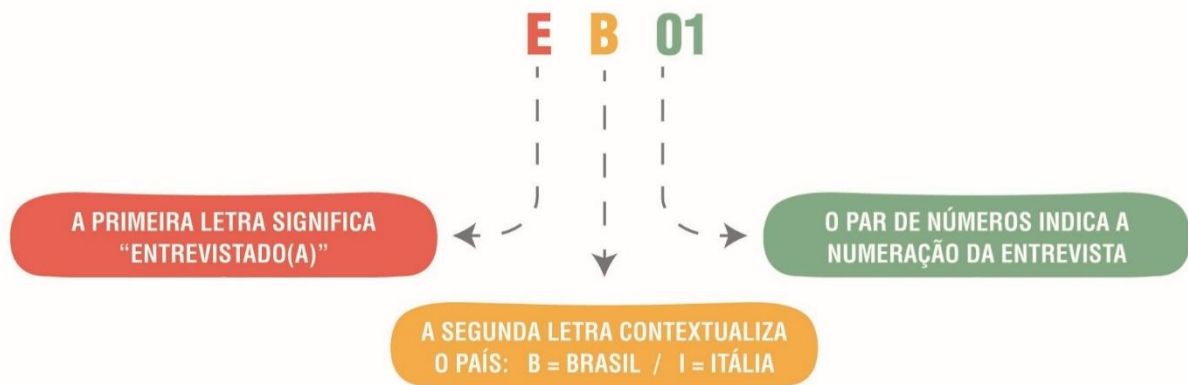 E B 01
A PRIMEIRA LETRA SIGNIFICA
“ENTREVISTADO(A)”
O PAR DE NÚMEROS INDICA A
NUMERAÇÃO DA ENTREVISTA
A SEGUNDA LETRA CONTEXTUALIZA
O PAÍS: B = BRASIL / I = ITÁLIA